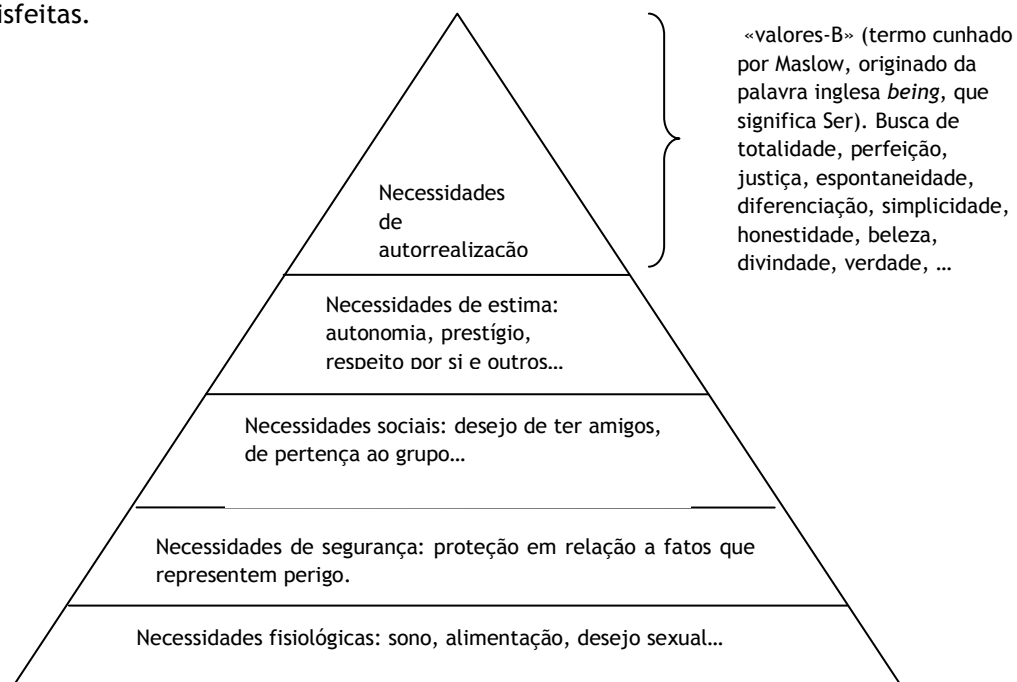 isfeitas.
«valores-B» (termo cunhado
por Maslow, originado da
palavra inglesa being, que
significa Ser). Busca de
totalidade, perfeição,
justiça, espontaneidade,
diferenciação, simplicidade,
honestidade, beleza,
divindade, verdade, …
Necessidades
de
autorrealizacão
Necessidades de estima:
autonomia, prestígio,
respeito por si e outros…
Necessidades sociais: desejo de ter amigos,
de pertença ao grupo…
Necessidades de segurança: proteção em relação a fatos que
representem perigo.
Necessidades fisiológicas: sono, alimentação, desejo sexual…